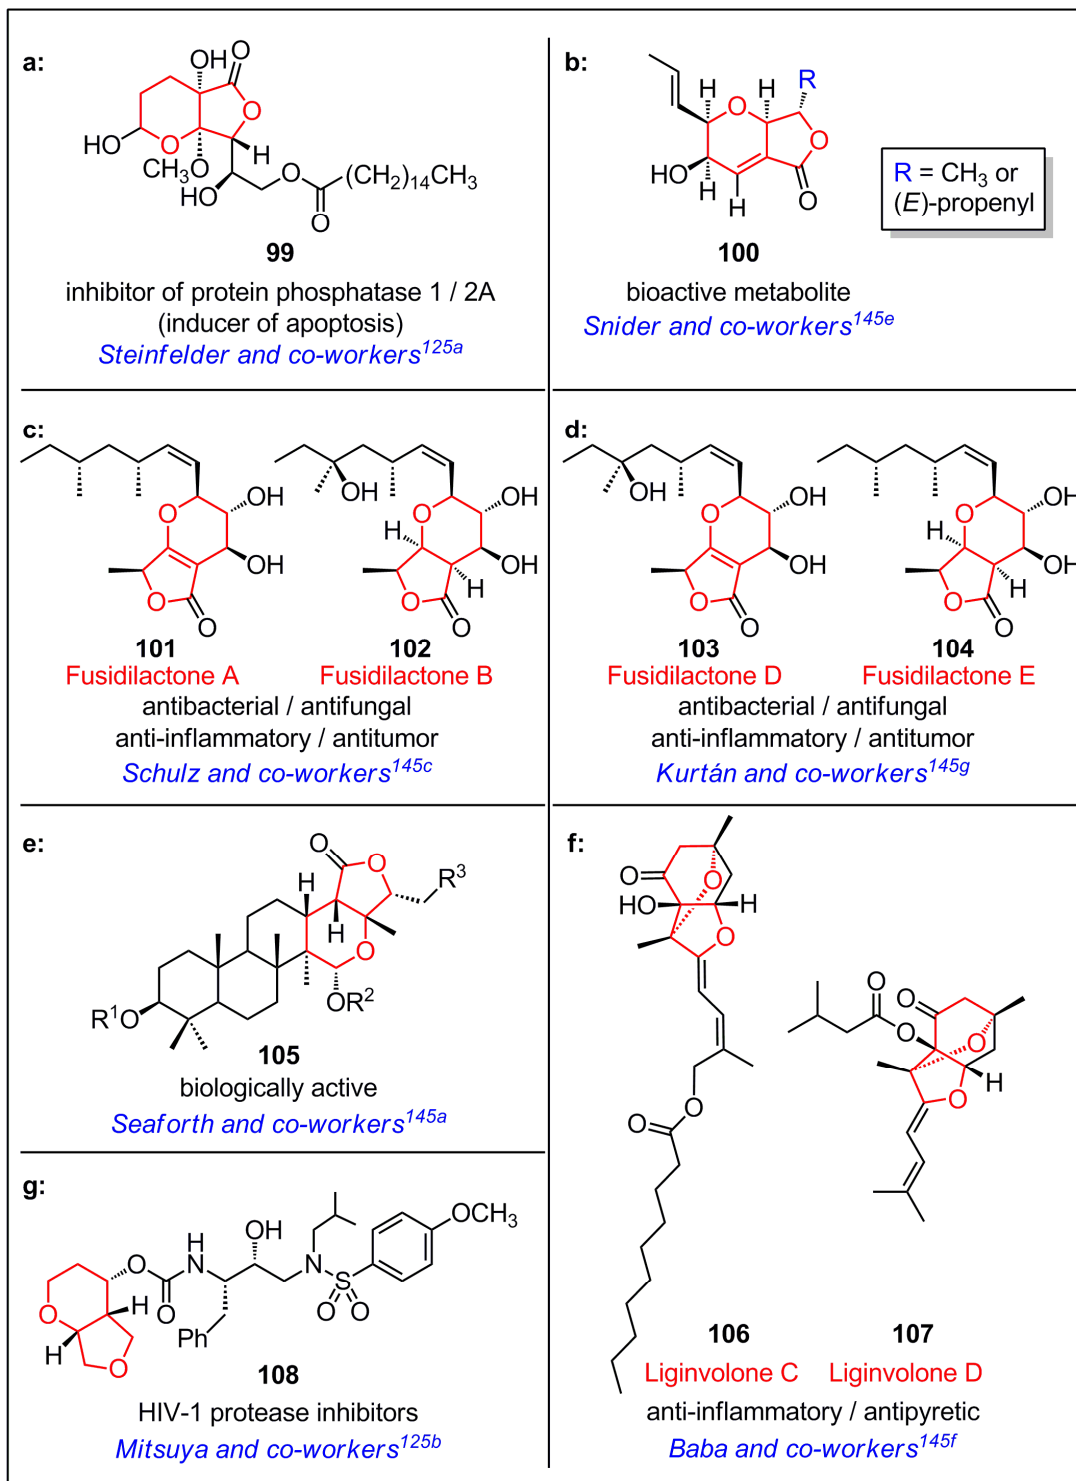 a:
OH
O
O
HO
O
O
CH3
H
HO
O
(CH2)14CH3
O
99
inhibitor of protein phosphatase 1 / 2A
(inducer of apoptosis)
Steinfelder and co-workers125a
b:
R
H
H
O
O
HO
H
O
H
R = CH3 or
(E)-propenyl
100
bioactive metabolite
Snider and co-workers145e
c:
OH
O
OH
O
O
101
Fusidilactone A
OH
O
OH
H
OH
H
O
O
102
Fusidilactone B
antibacterial / antifungal
anti-inflammatory / antitumor
Schulz and co-workers145c
d:
OH
O
OH
OH
O
O
103
Fusidilactone D
O
OH
H
OH
H
O
O
104
Fusidilactone E
antibacterial / antifungal
anti-inflammatory / antitumor
Kurtán and co-workers145g
e:
O
O
R3
H
H
O
OR2
R1O
105
biologically active
Seaforth and co-workers145a
f:
O
O
HO
H
O
O
O
106
Liginvolone C
O
O
O
O
H
O
107
Liginvolone D
anti-inflammatory / antipyretic
Baba and co-workers145f
g:
OCH3
OH
H
O
N
N
S
O
O
O
O
H
Ph
H
O
108
HIV-1 protease inhibitors
Mitsuya and co-workers125b